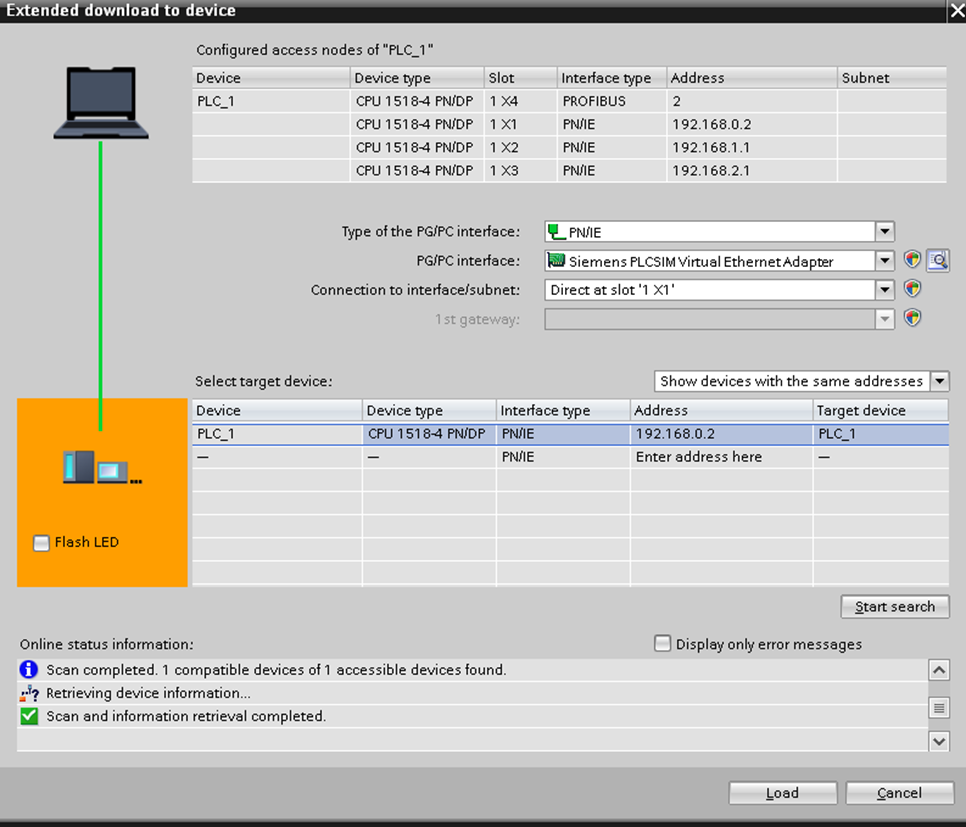 Extended download to device
Configured access nodes of "PLC_1"
Device Device type Slot Interface type Address Subnet
PLC_1 CPU 1518-4 PN/DP 1 X4 PROFIBUS 2
CPU 1518-4 PN/DP 1 X1 PN/IE 192.168.0.2
CPU 1518-4 PN/DP 1 X2 PN/IE 192.168.1.1
CPU 1518-4 PN/DP 1 X3 PN/IE 192.168.2.1
Type of the PG/PC interface: PN/IE
PG/PC interface: Siemens PLCSIM Virtual Ethernet Adapter
Connection to interface/subnet: Direct at slot '1 X1'
1st gateway:
Select target device: Show devices with the same addresses
Device Device type Interface type Address Target device
PLC_1 CPU 1518-4 PN/DP PN/IE 192.168.0.2 PLC_1
— — PN/IE Enter address here —
Flash LED
Start search
Online status information: Display only error messages
Scan completed. 1 compatible devices of 1 accessible devices found.
Retrieving device information...
Scan and information retrieval completed.
Load Cancel